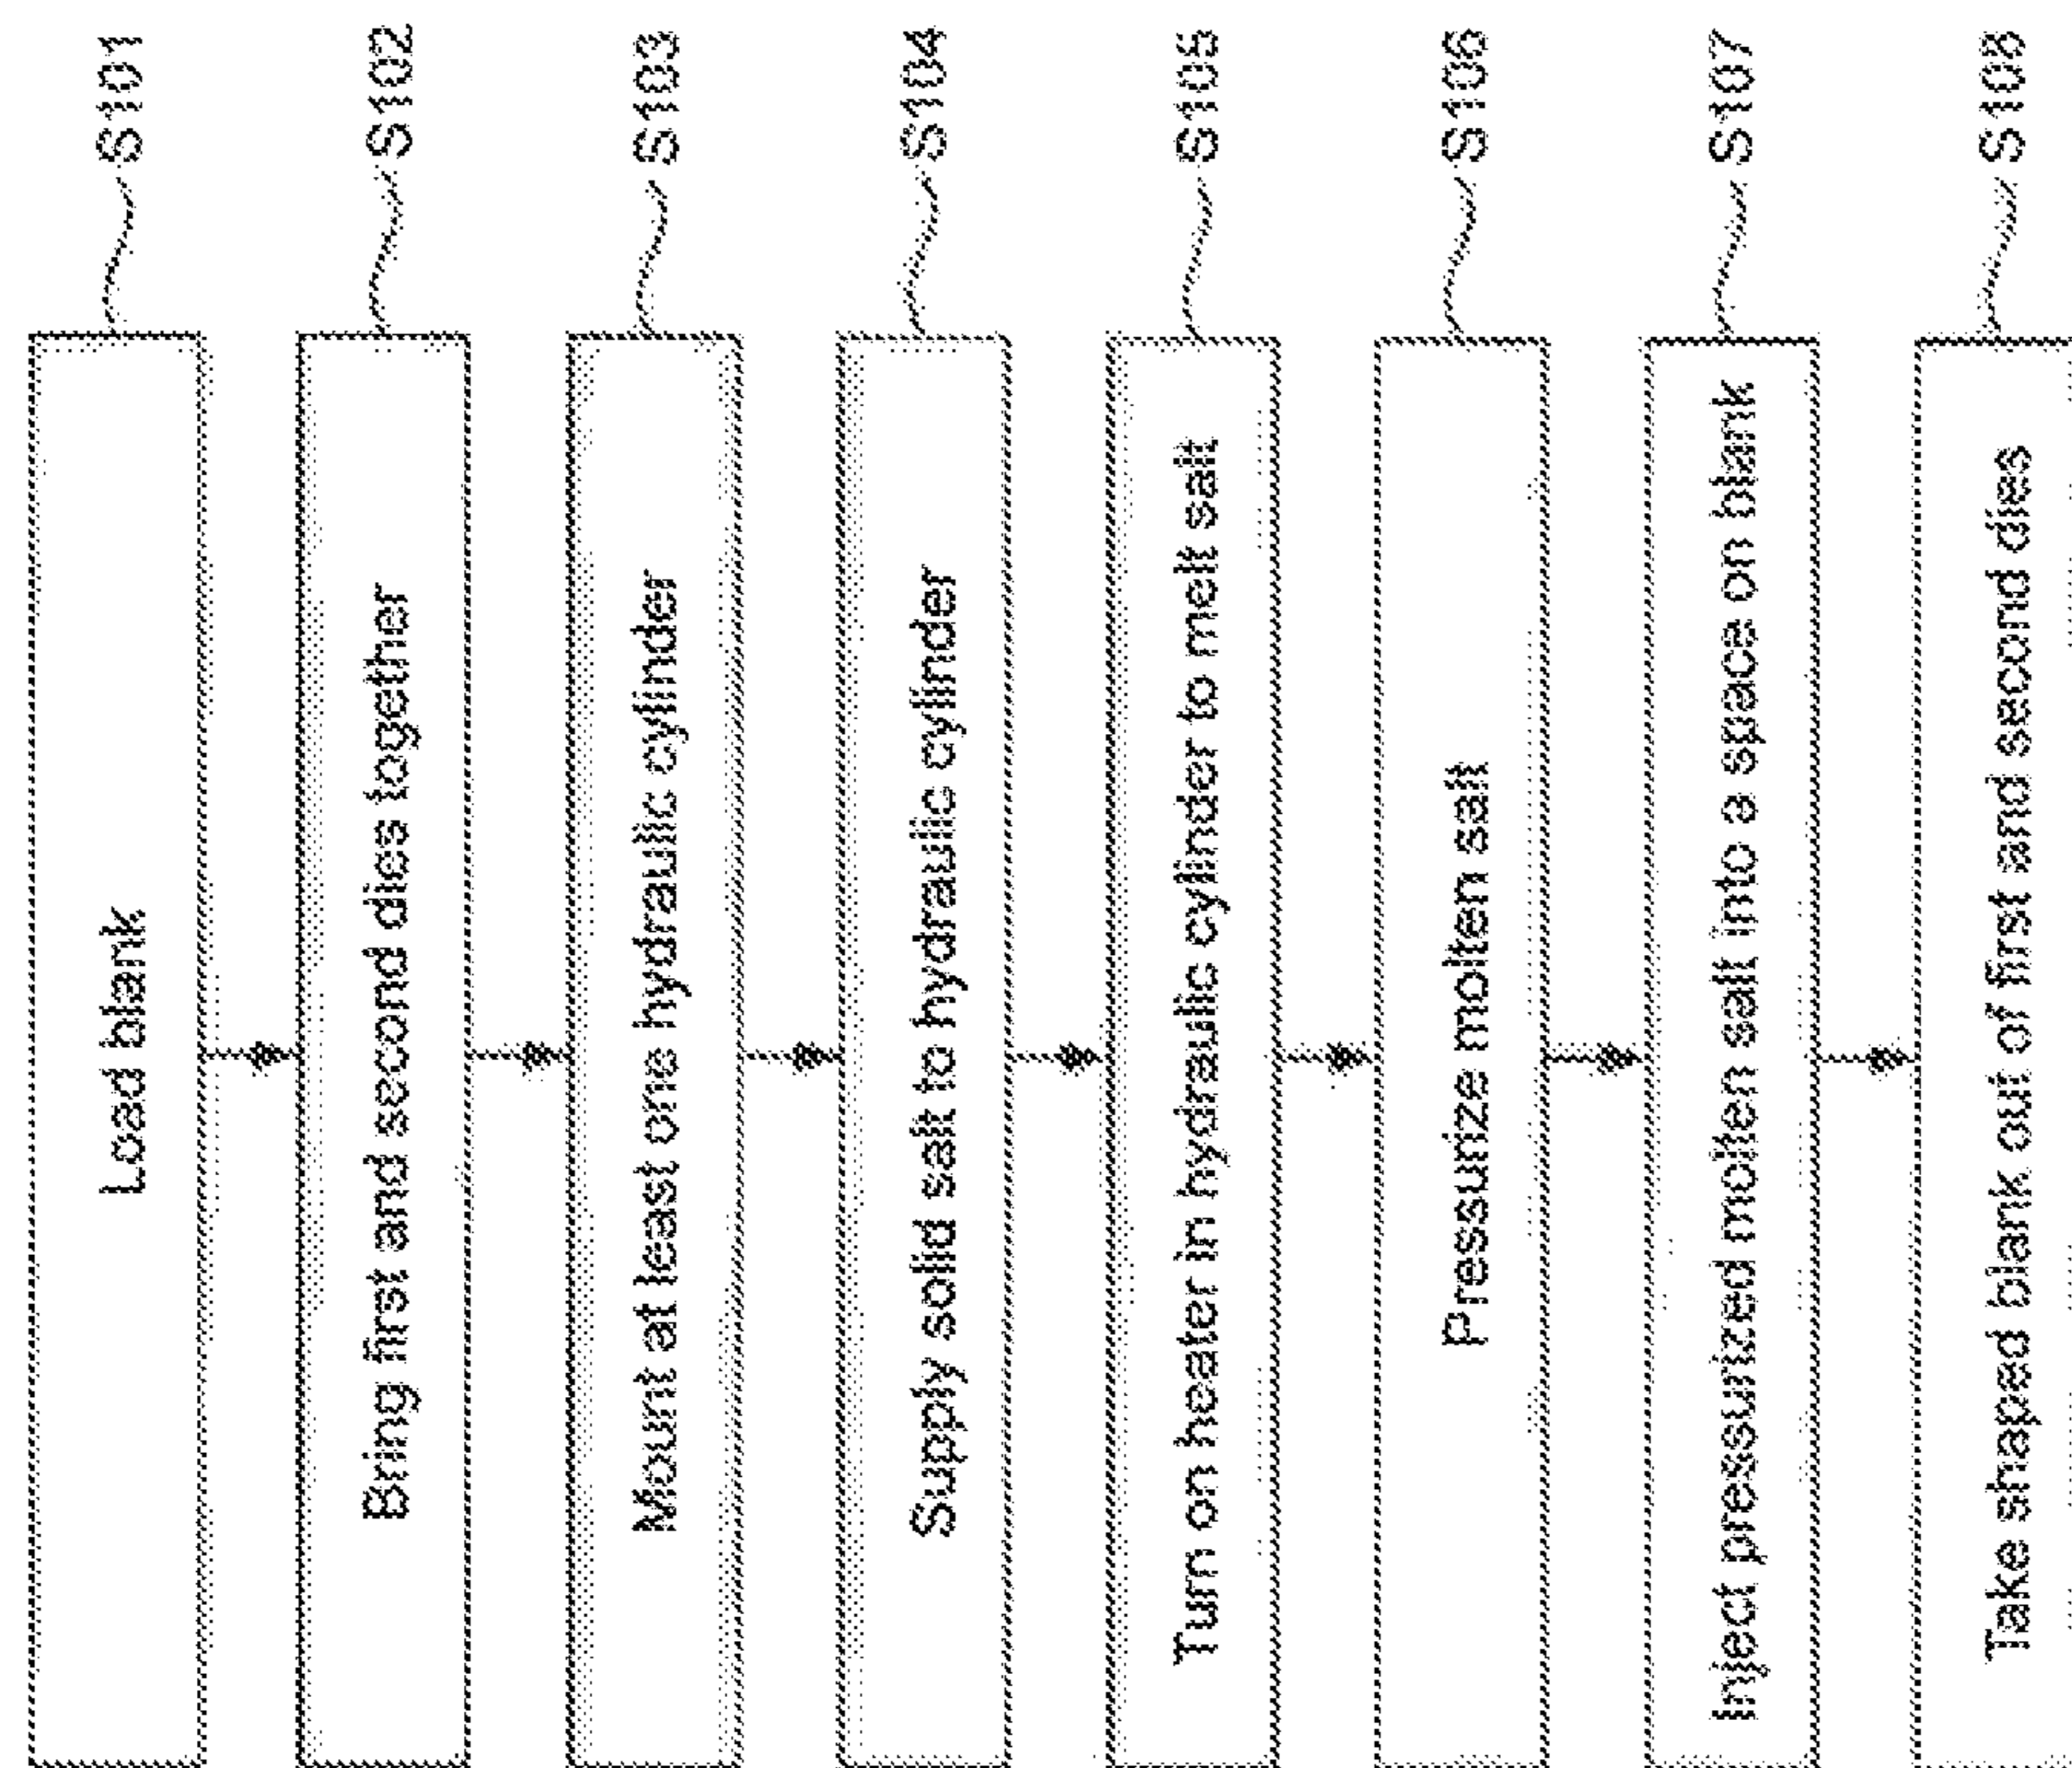 Load blank S101
Bring first and second dies together S102
Mount at least one hydraulic cylinder S103
Supply solid salt to hydraulic cylinder S104
Turn on heater in hydraulic cylinder to melt salt S105
Pressurize molten salt S106
Inject pressurized molten salt into a space on blank S107
Take shaped blank out of first and second dies S108